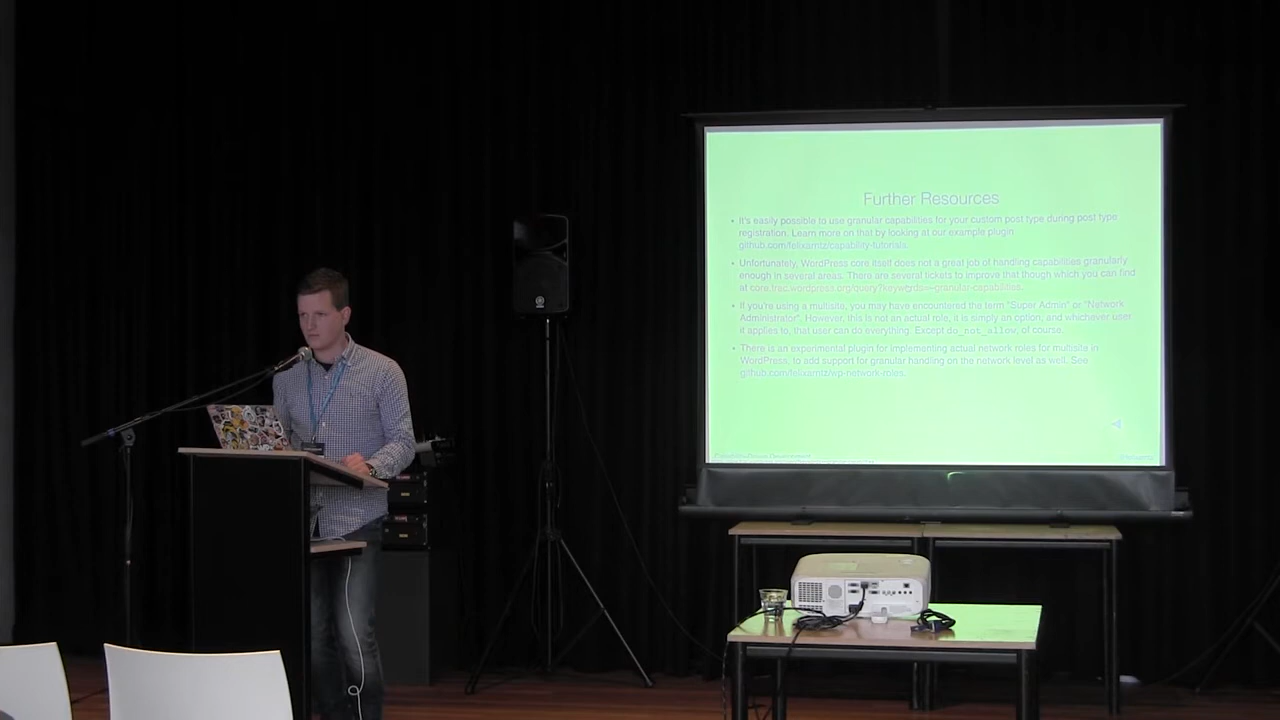 Further Resources
• It's easily possible to use granular capabilities for your custom post type during post type
registration. Learn more on that by looking at our example plugin
github.com/felixarntz/capability-tutorials.
• Unfortunately, WordPress core itself does not a great job of handling capabilities granularly
enough in several areas. There are several tickets to improve that though which you can find
at core.trac.wordpress.org/query?keywords=~granular-capabilities.
• If you're using a multisite, you may have encountered the term "Super Admin" or "Network
Administrator". However, this is not an actual role, it is simply an option, and whichever user
it applies to, that user can do everything. Except do_not_allow, of course.
• There is an experimental plugin for implementing actual network roles for multisite in
WordPress, to add support for granular handling on the network level as well. See
github.com/felixarntz/wp-network-roles.